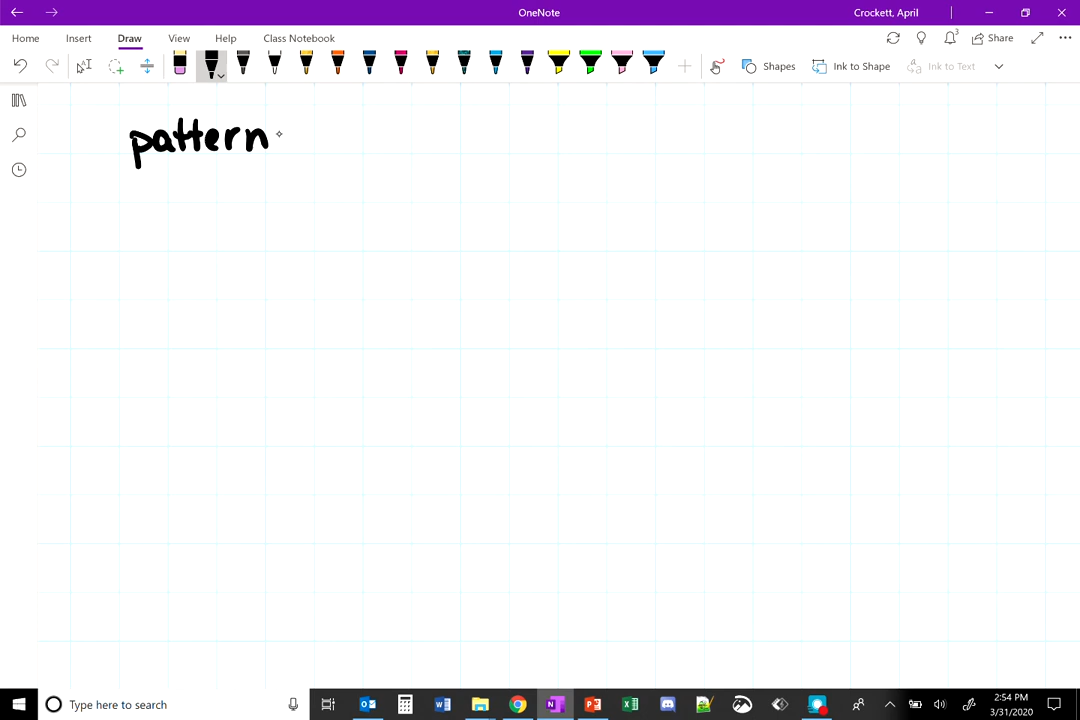 OneNote
Crockett, April
Home Insert Draw View Help Class Notebook
3
Share
Shapes Ink to Shape Ink to Text
pattern
Type here to search
2:54 PM
3/31/2020